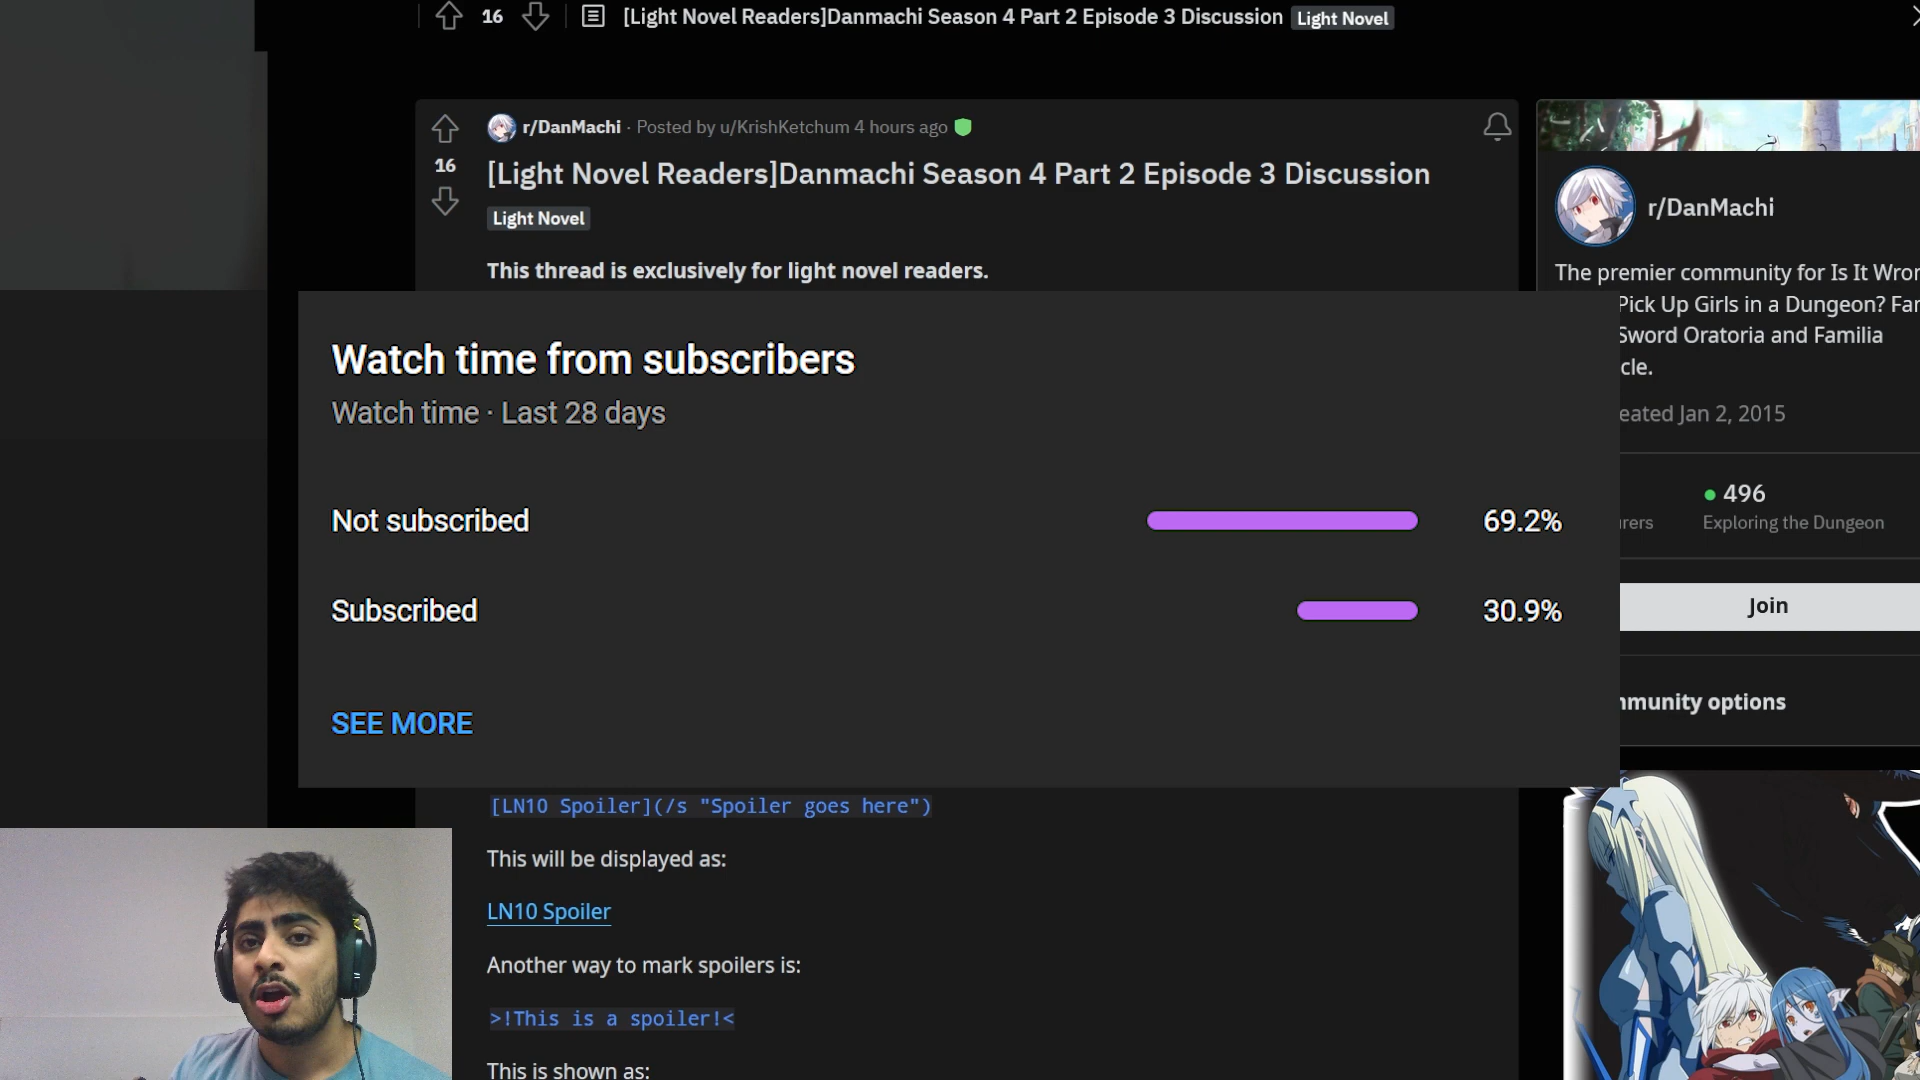 16 [Light Novel Readers]Danmachi Season 4 Part 2 Episode 3 Discussion Light Novel
r/DanMachi · Posted by u/KrishKetchum 4 hours ago
16
[Light Novel Readers]Danmachi Season 4 Part 2 Episode 3 Discussion
Light Novel
This thread is exclusively for light novel readers.
Watch time from subscribers
Watch time · Last 28 days
Not subscribed 69.2%
Subscribed 30.9%
SEE MORE
[LN10 Spoiler](/s "Spoiler goes here")
This will be displayed as:
LN10 Spoiler
Another way to mark spoilers is:
>!This is a spoiler!<
This is shown as:
r/DanMachi
The premier community for Is It Wron
Pick Up Girls in a Dungeon? Far
Sword Oratoria and Familia
cle.
eated Jan 2, 2015
496
rers Exploring the Dungeon
Join
mmunity options